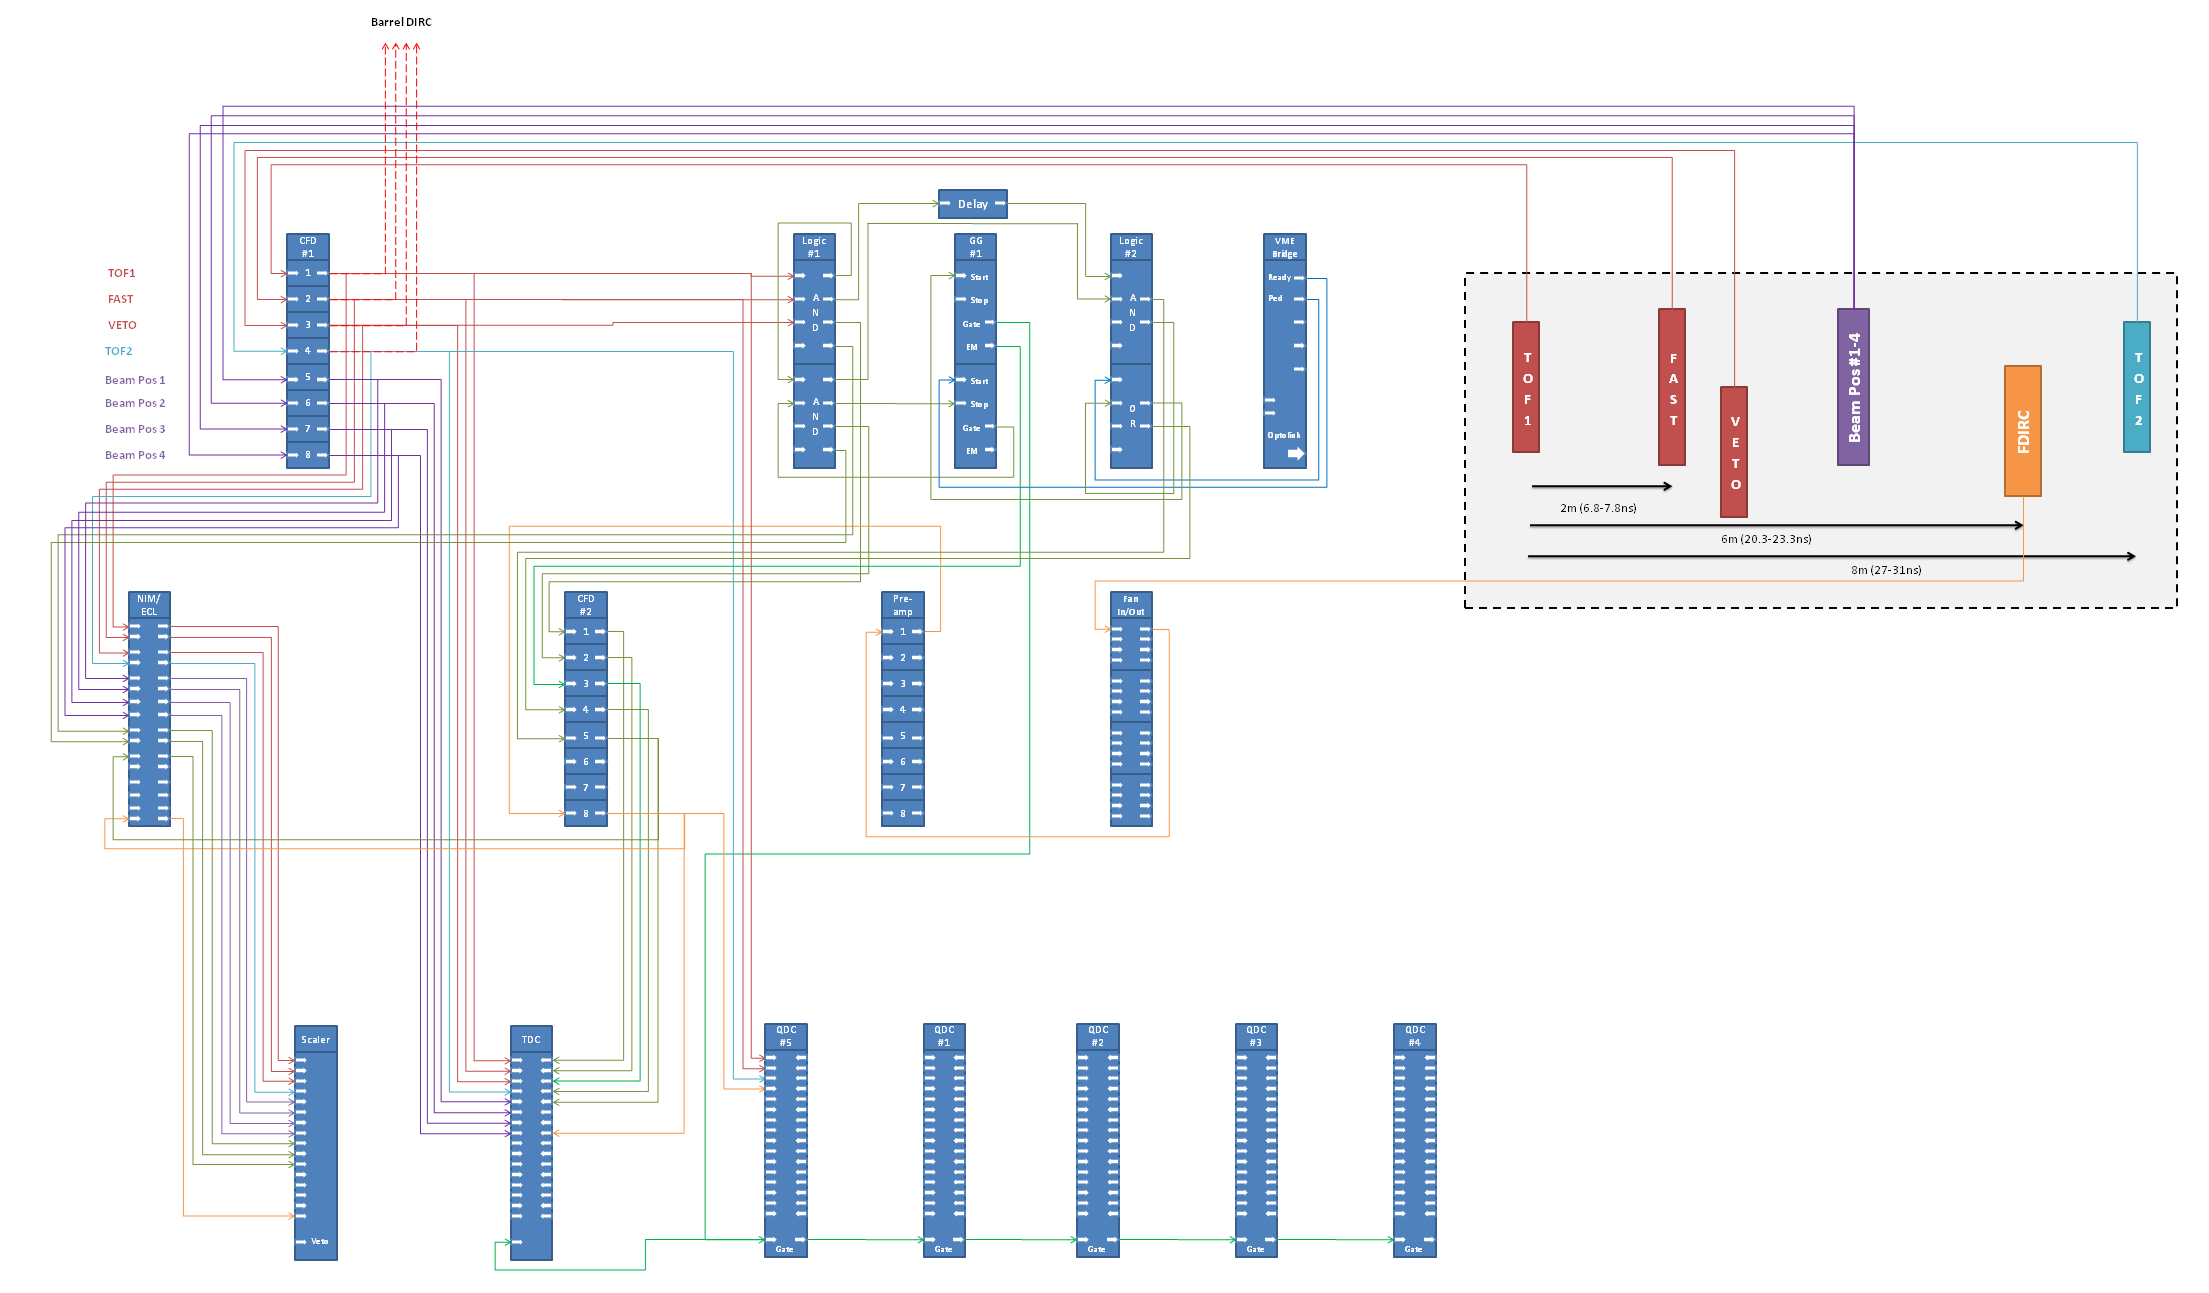 Barrel DIRC
Delay
CFD
#1
1
2
3
4
5
6
7
8
TOF1
FAST
VETO
TOF2
Beam Pos 1
Beam Pos 2
Beam Pos 3
Beam Pos 4
Logic
#1
AND
AND
GG
#1
Start
Stop
Gate
EM
Start
Stop
Gate
EM
Logic
#2
AND
OR
VME
Bridge
Ready
Ped
Optolink
TOF1
FAST
VETO
Beam Pos #1-4
FDIRC
TOF2
2m (6.8-7.8ns)
6m (20.3-23.3ns)
8m (27-31ns)
NIM/
ECL
CFD
#2
1
2
3
4
5
6
7
8
Pre-
amp
1
2
3
4
5
6
7
8
Fan
In/Out
Scaler
Veto
TDC
QDC
#5
Gate
QDC
#1
Gate
QDC
#2
Gate
QDC
#3
Gate
QDC
#4
Gate